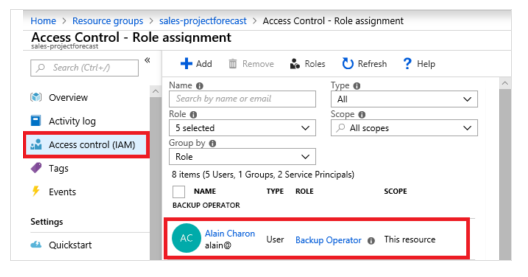 Home > Resource groups > sales-projectforecast > Access Control - Role assignment
Access Control - Role assignment
sales-projectforecast
Search (Ctrl+/)
«
Overview
Activity log
Access control (IAM)
Tags
Events
Settings
Quickstart
Add Remove Roles Refresh ? Help
Name Type
Search by name or email All
Role Scope
5 selected All scopes
Group by
Role
8 items (5 Users, 1 Groups, 2 Service Principals)
NAME TYPE ROLE SCOPE
BACKUP OPERATOR
AC Alain Charon User Backup Operator This resource
alain@